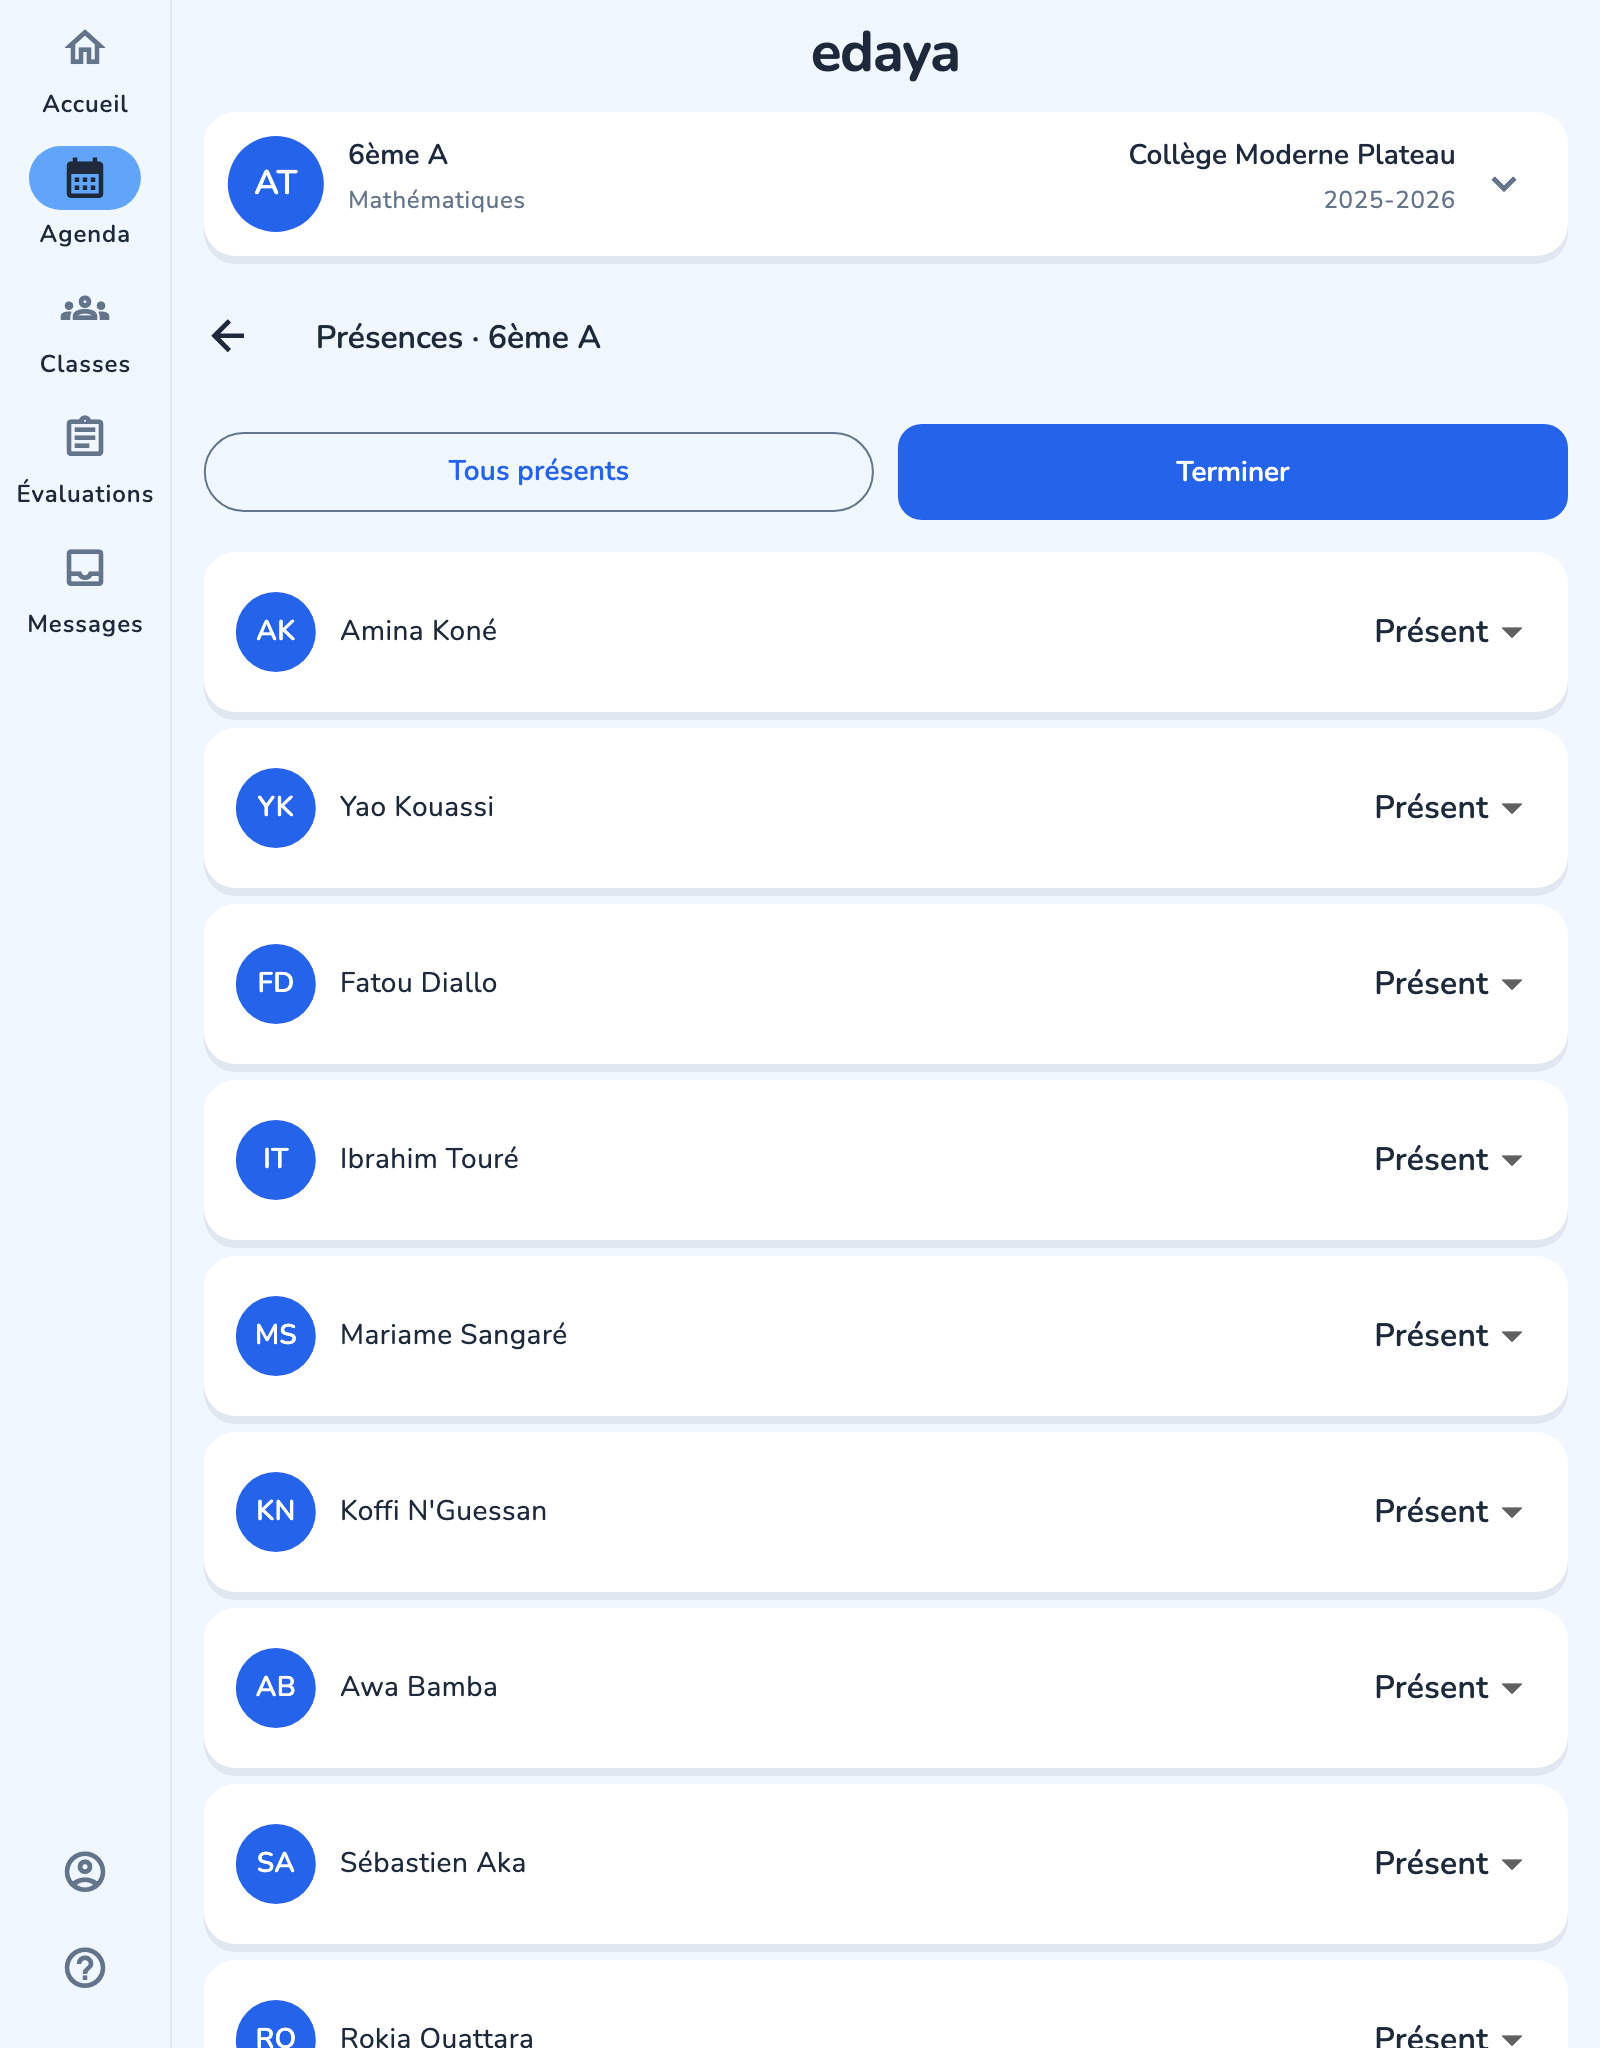 edaya
Accueil
Agenda
Classes
Évaluations
Messages
AT
6ème A
Mathématiques
Collège Moderne Plateau
2025-2026
Présences · 6ème A
Tous présents
Terminer
AK Amina Koné Présent
YK Yao Kouassi Présent
FD Fatou Diallo Présent
IT Ibrahim Touré Présent
MS Mariame Sangaré Présent
KN Koffi N'Guessan Présent
AB Awa Bamba Présent
SA Sébastien Aka Présent
RO Rokia Ouattara Présent